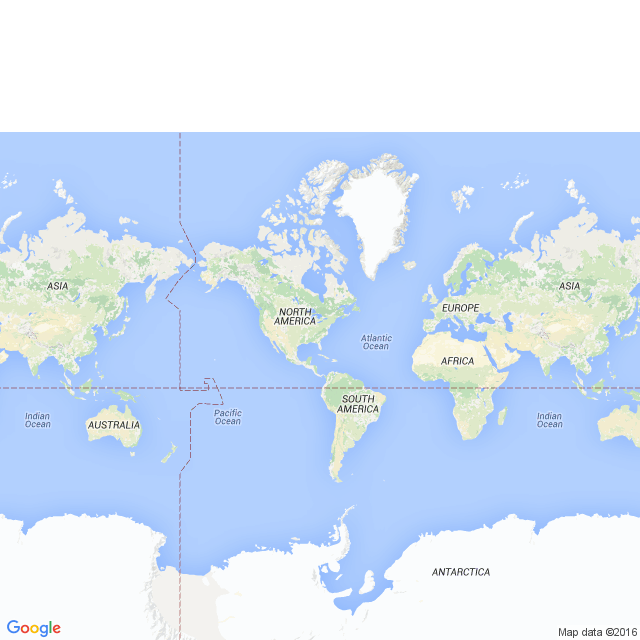 ASIA
NORTH
AMERICA
EUROPE
ASIA
Atlantic
Ocean
AFRICA
SOUTH
AMERICA
Indian
Ocean
AUSTRALIA
Pacific
Ocean
Indian
Ocean
ANTARCTICA
Google
Map data ©2016